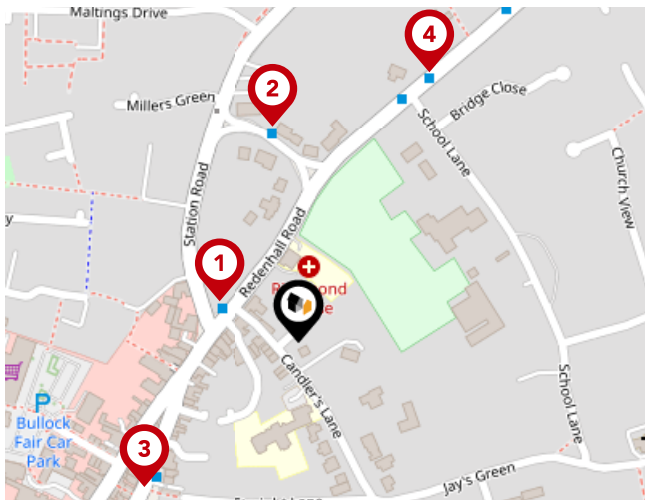 Maltings Drive
4
2
Millers Green
Bridge Close
School Lane
Church View
Station Road
Redenhall Road
1
Candler's Lane
School Lane
P
Bullock
Fair Car
Park
3
Jay's Green